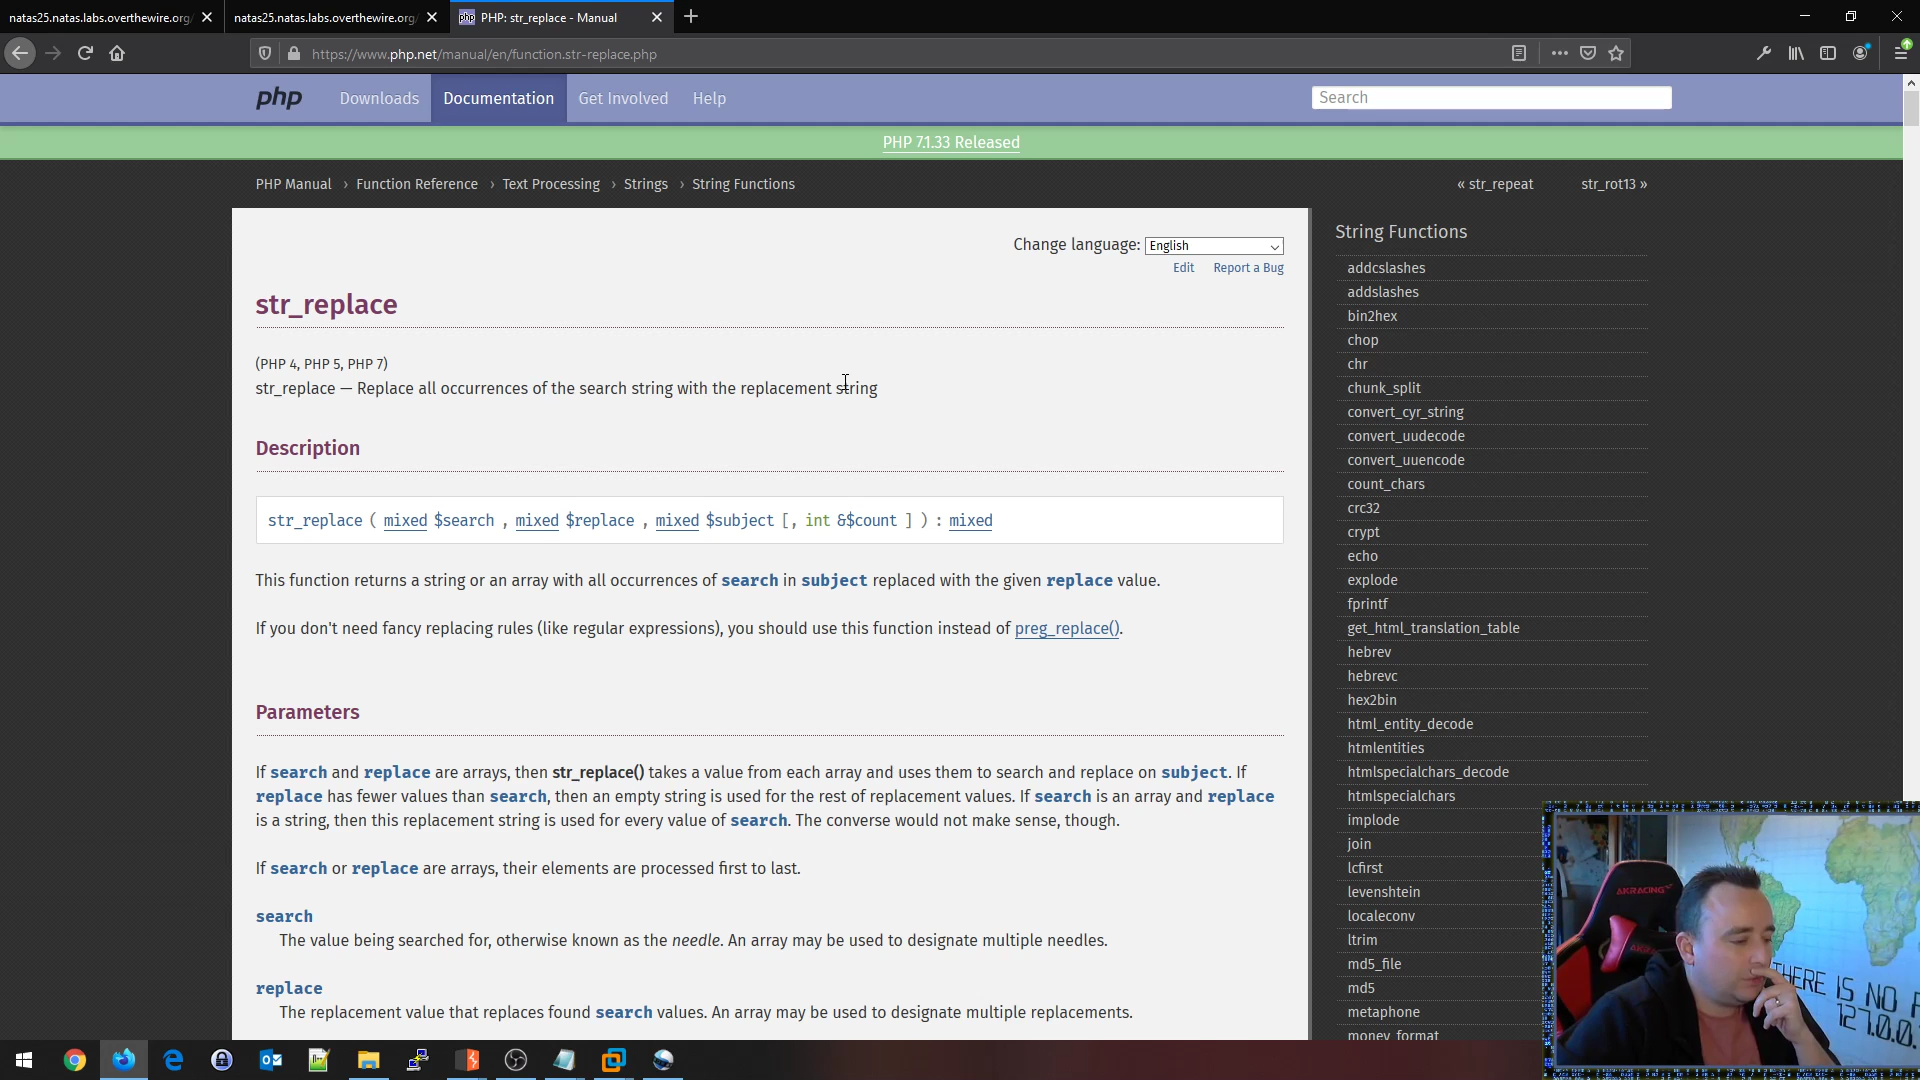 natas25.natas.labs.overthewire.org/
natas25.natas.labs.overthewire.org/
php PHP: str_replace - Manual
https://www.php.net/manual/en/function.str-replace.php
php Downloads Documentation Get Involved Help Search
PHP 7.1.33 Released
PHP Manual › Function Reference › Text Processing › Strings › String Functions « str_repeat str_rot13 »
Change language: English
Edit Report a Bug
str_replace
(PHP 4, PHP 5, PHP 7)
str_replace — Replace all occurrences of the search string with the replacement string
Description
str_replace ( mixed $search , mixed $replace , mixed $subject [, int &$count ] ) : mixed
This function returns a string or an array with all occurrences of search in subject replaced with the given replace value.
If you don't need fancy replacing rules (like regular expressions), you should use this function instead of preg_replace().
Parameters
If search and replace are arrays, then str_replace() takes a value from each array and uses them to search and replace on subject. If
replace has fewer values than search, then an empty string is used for the rest of replacement values. If search is an array and replace
is a string, then this replacement string is used for every value of search. The converse would not make sense, though.
If search or replace are arrays, their elements are processed first to last.
search
The value being searched for, otherwise known as the needle. An array may be used to designate multiple needles.
replace
The replacement value that replaces found search values. An array may be used to designate multiple replacements.
String Functions
addcslashes
addslashes
bin2hex
chop
chr
chunk_split
convert_cyr_string
convert_uudecode
convert_uuencode
count_chars
crc32
crypt
echo
explode
fprintf
get_html_translation_table
hebrev
hebrevc
hex2bin
html_entity_decode
htmlentities
htmlspecialchars_decode
htmlspecialchars
implode
join
lcfirst
levenshtein
localeconv
ltrim
md5_file
md5
metaphone
money_format
AKRACING
THERE IS NO
127.0.0.